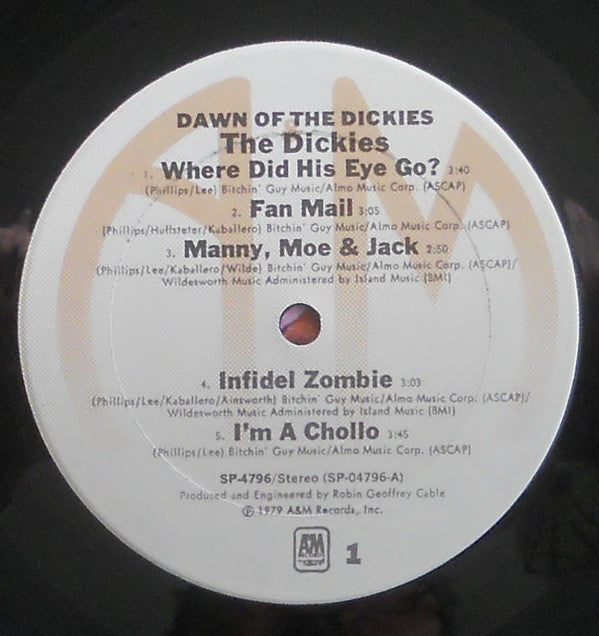 DAWN OF THE DICKIES
The Dickies
1. Where Did His Eye Go? 3:40
(Phillips/Lee) Bitchin' Guy Music/Almo Music Corp. (ASCAP)
2. Fan Mail 3:05
(Phillips/Huffsteter/Kaballero) Bitchin' Guy Music/Almo Music Corp. (ASCAP)
3. Manny, Moe & Jack 2:50
(Phillips/Lee/Kaballero/Wilde) Bitchin' Guy Music/Almo Music Corp. (ASCAP)/
Wildesworth Music Administered by Island Music (BMI)
4. Infidel Zombie 3:03
(Phillips/Lee/Kaballero/Ainsworth) Bitchin' Guy Music/Almo Music Corp. (ASCAP)/
Wildesworth Music Administered by Island Music (BMI)
5. I'm A Chollo 3:45
(Phillips/Lee) Bitchin' Guy Music/Almo Music Corp. (ASCAP)
SP-4796/Stereo (SP-04796-A)
Produced and Engineered by Robin Geoffrey Cable
℗ 1979 A&M Records, Inc.
A&M RECORDS 1